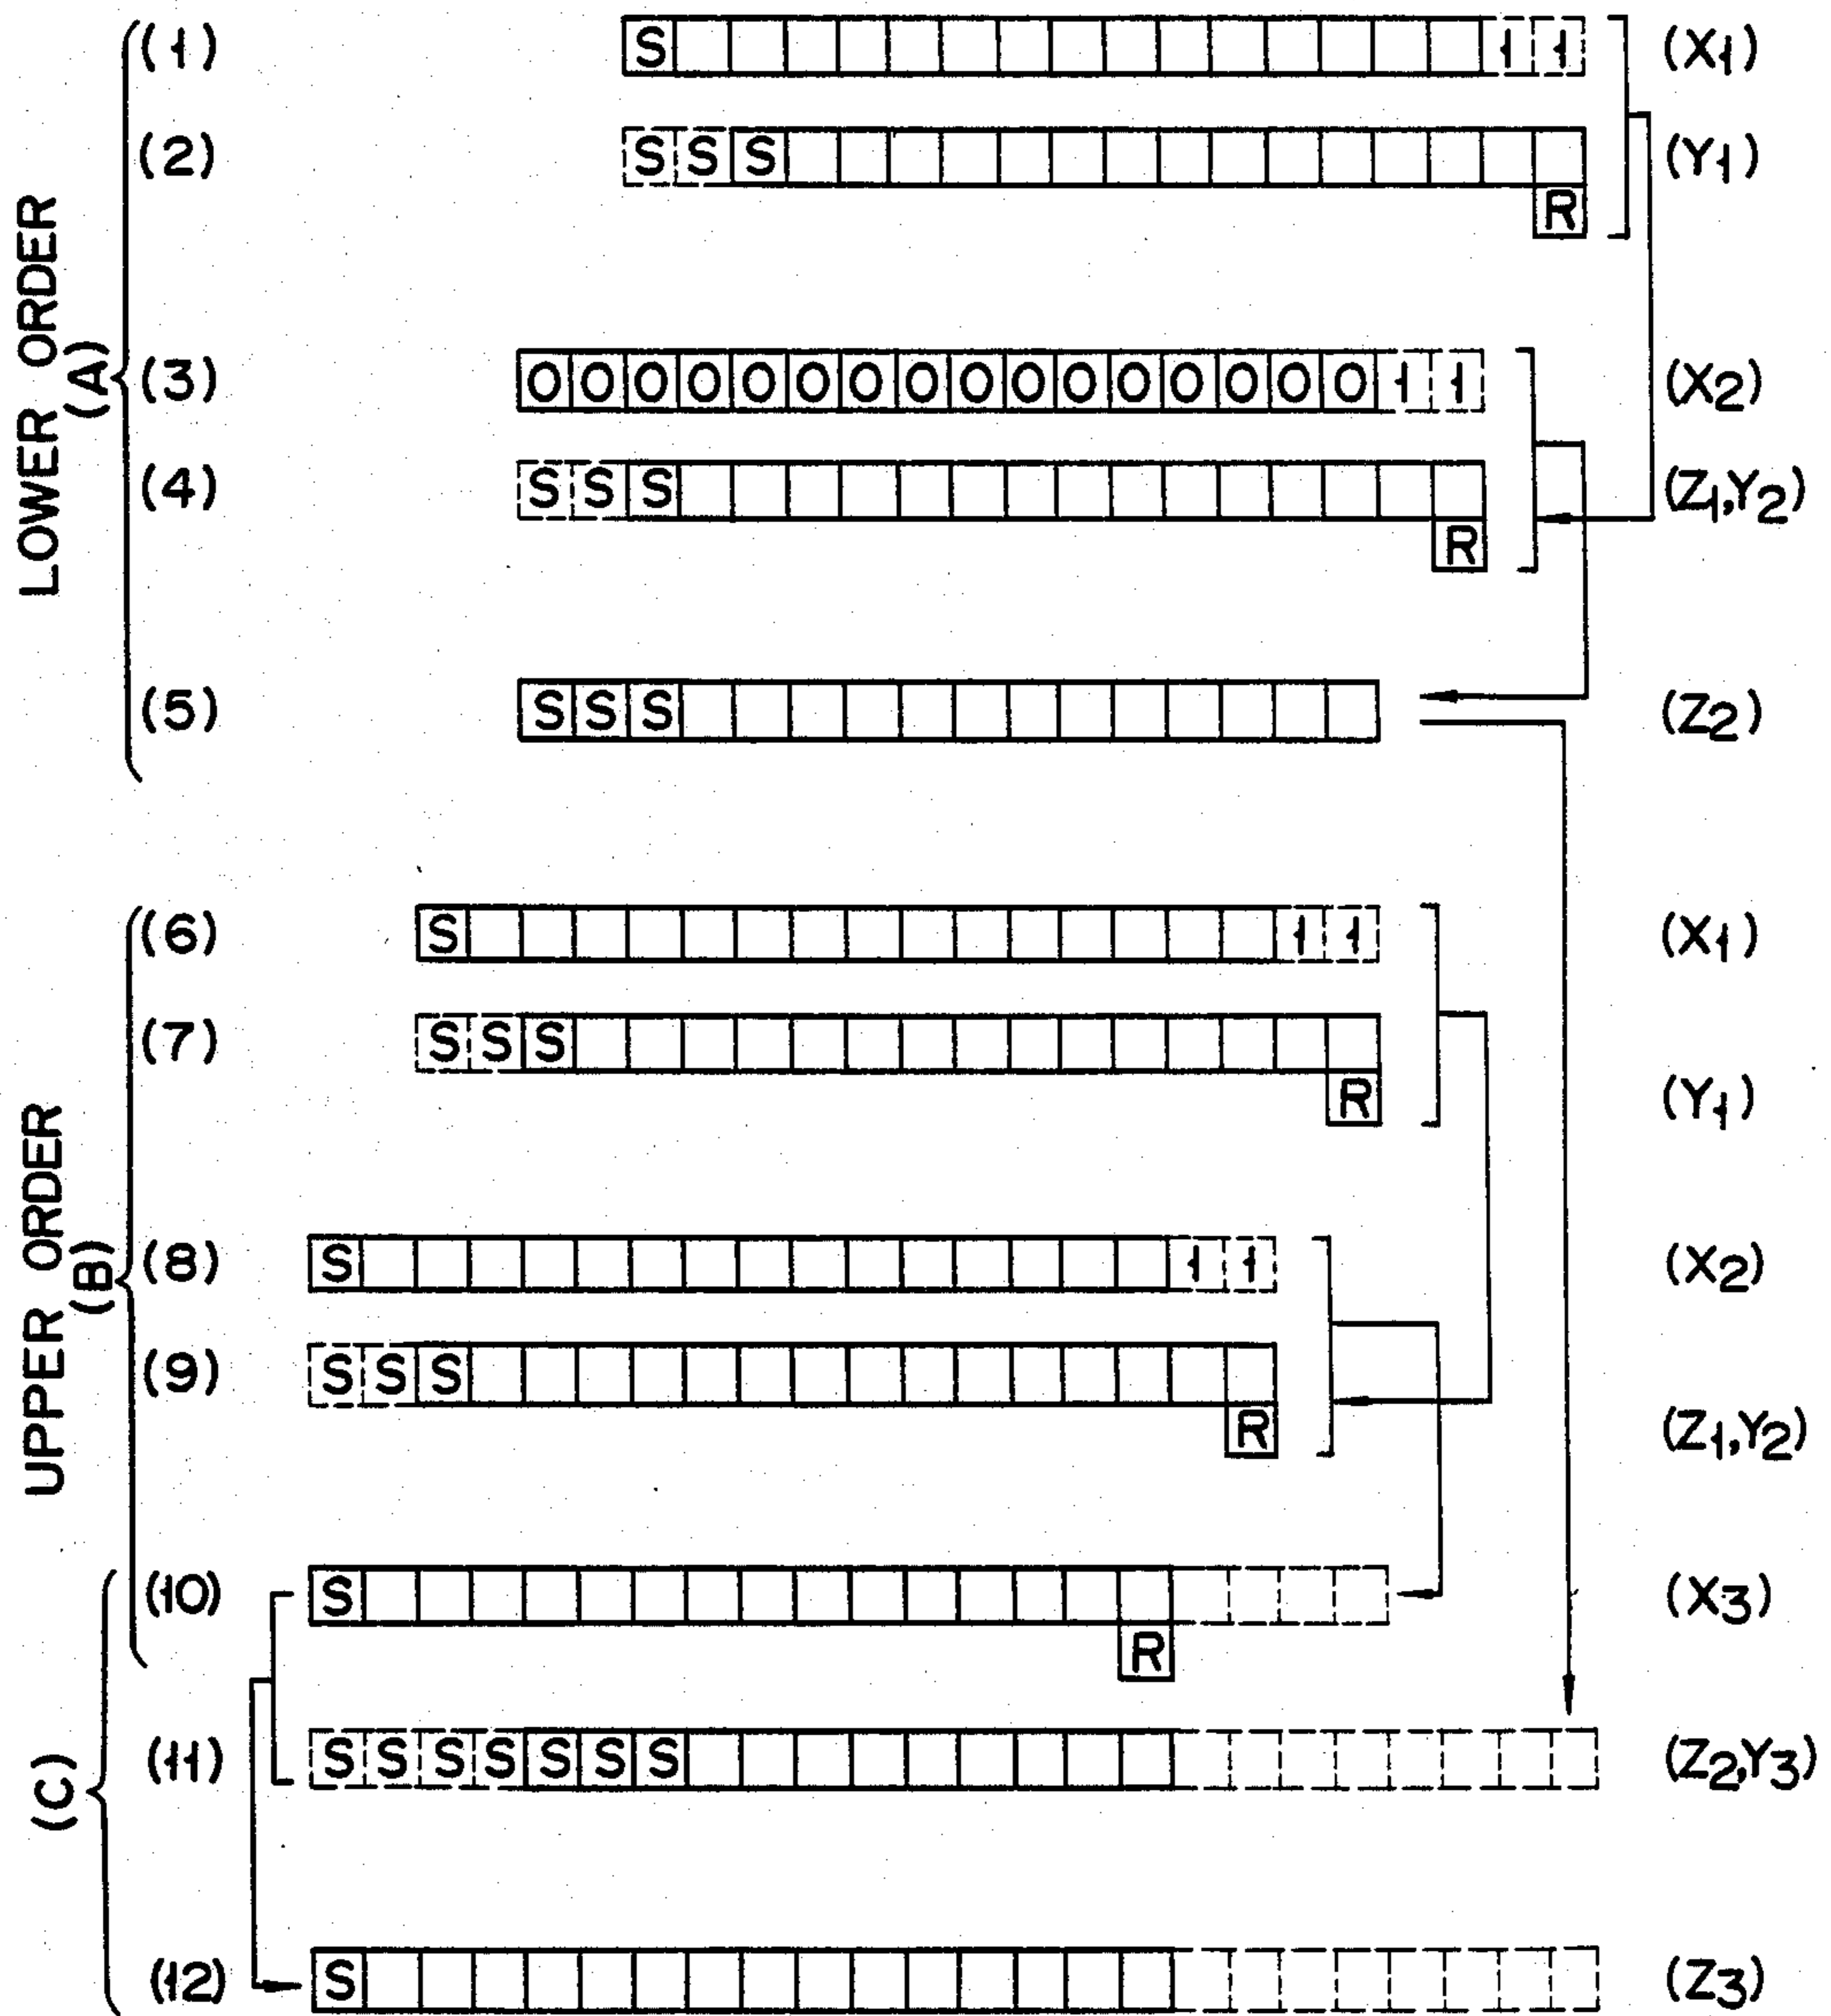 LOWER ORDER
(A)
(1) S 1 1 (X1)
(2) S S S (Y1)
R
(3) 0 0 0 0 0 0 0 0 0 0 0 0 0 0 0 0 1 1 (X2)
(4) S S S (Z1,Y2)
R
(5) S S S (Z2)
UPPER ORDER
(B)
(6) S 1 1 (X1)
(7) S S S
R (Y1)
(8) S 1 1 (X2)
(9) S S S
R (Z1,Y2)
(10) S (X3)
R
(C)
(11) S S S S S S S (Z2,Y3)
(12) S (Z3)